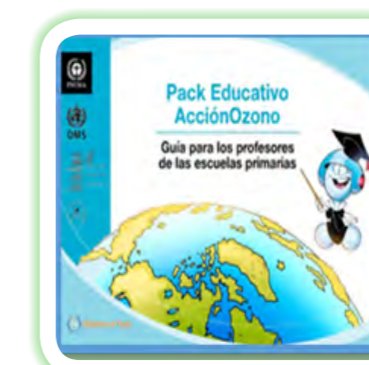 PNUMA
OMS
Pack Educativo
AcciónOzono
Guía para los profesores
de las escuelas primarias